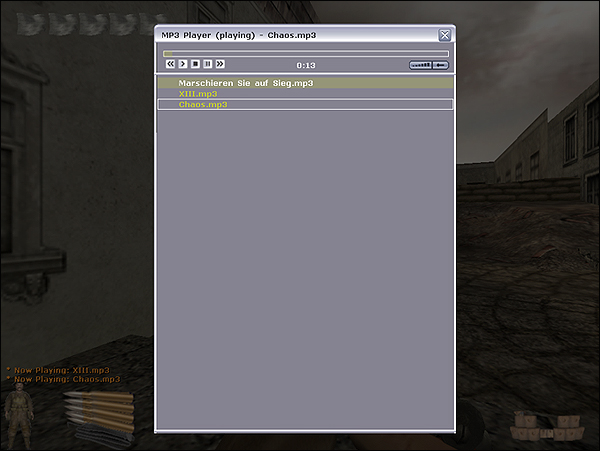 MP3 Player (playing) - Chaos.mp3
0:13
Marschieren Sie auf Sieg.mp3
XIII.mp3
Chaos.mp3
* Now Playing: XIII.mp3
* Now Playing: Chaos.mp3